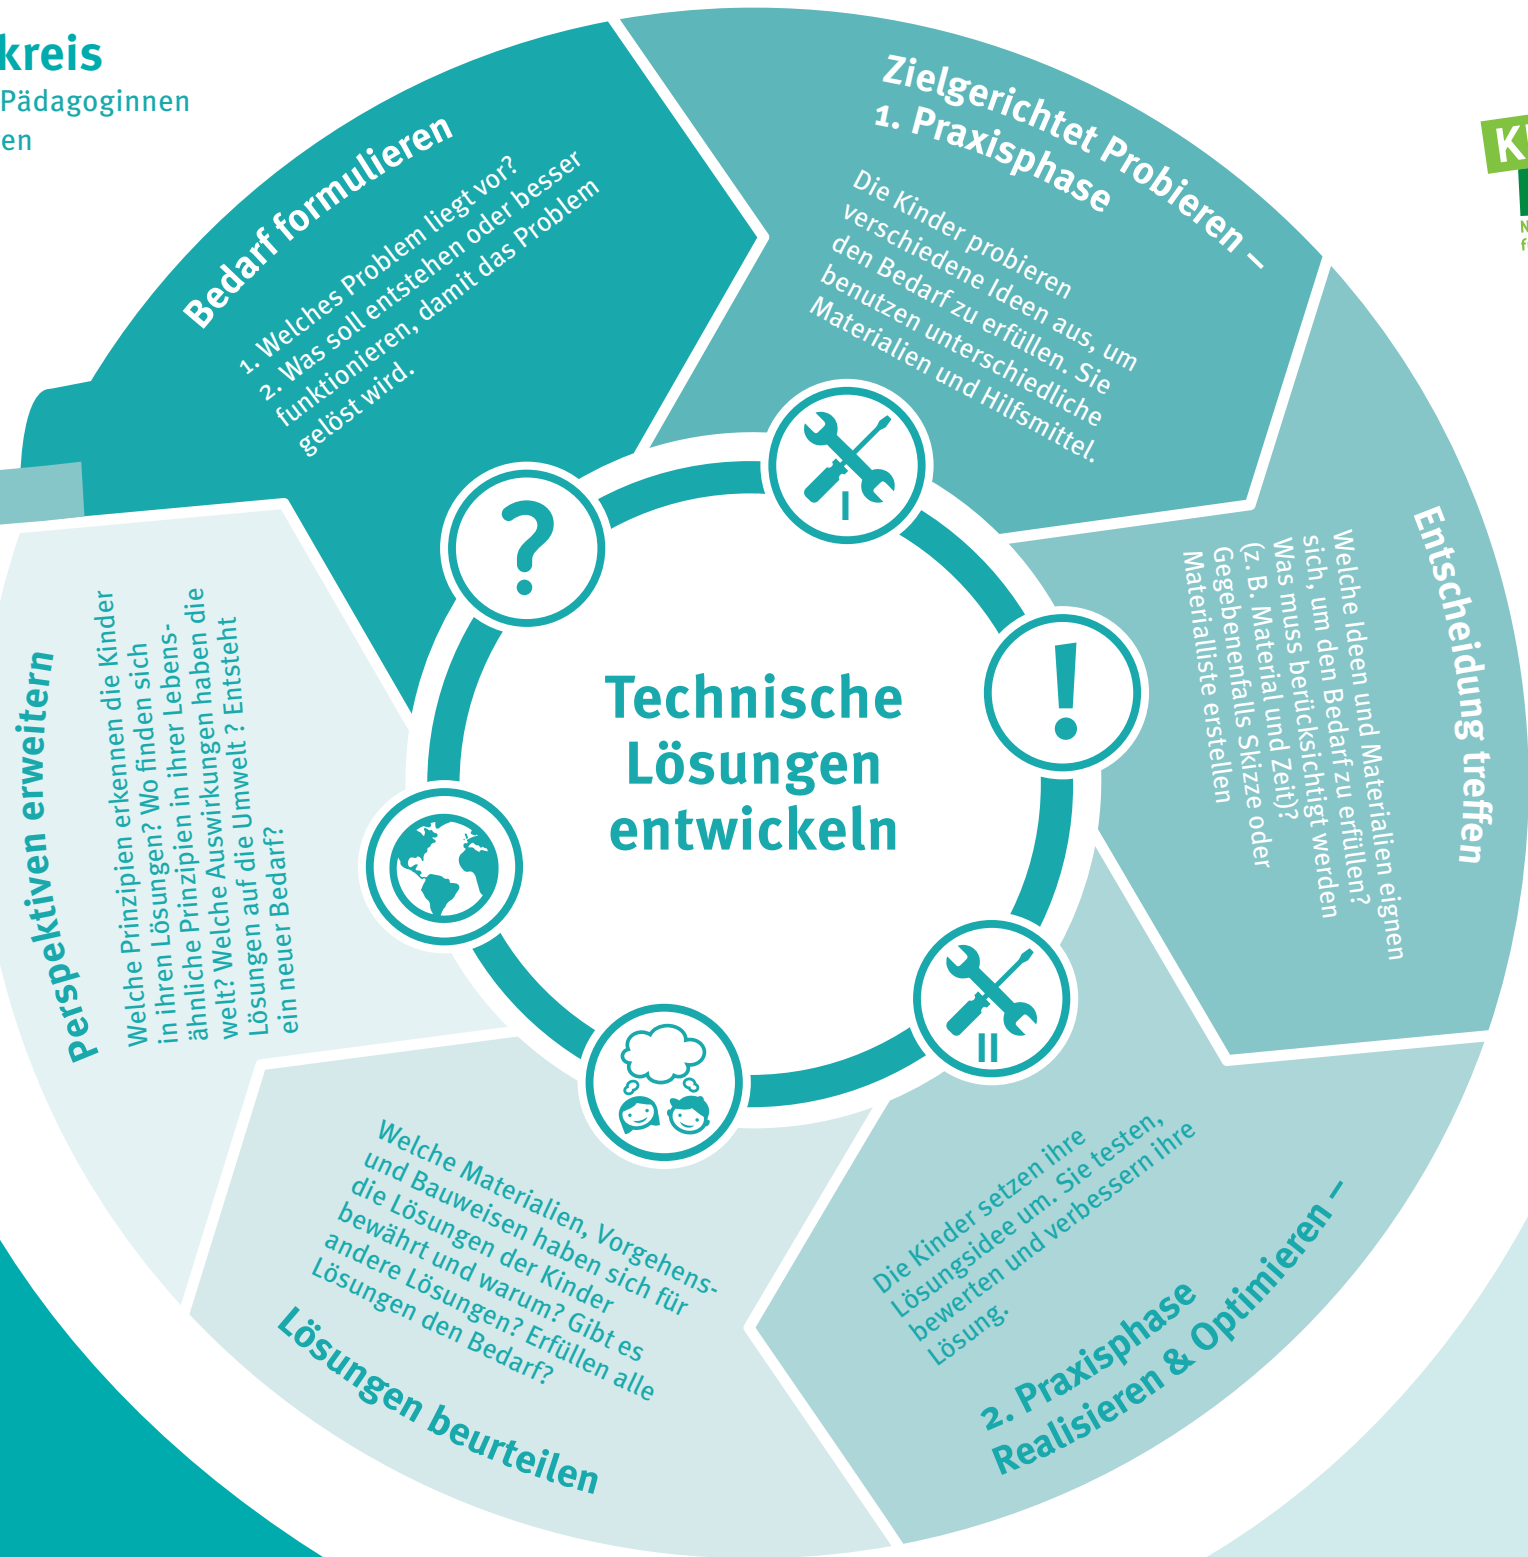 kreis
Pädagoginnen
en
Bedarf formulieren
1. Welches Problem liegt vor?
2. Was soll entstehen oder besser
funktionieren, damit das Problem
gelöst wird.
Zielgerichtet Probieren –
1. Praxisphase
Die Kinder probieren
verschiedene Ideen aus, um
den Bedarf zu erfüllen. Sie
benutzen unterschiedliche
Materialien und Hilfsmittel.
I
Entscheidung treffen
Welche Ideen und Materialien eignen
sich, um den Bedarf zu erfüllen?
Was muss berücksichtigt werden
(z. B. Material und Zeit)?
Gegebenenfalls Skizze oder
Materialliste erstellen
!
Die Kinder setzen ihre
Lösungsidee um. Sie testen,
bewerten und verbessern ihre
Lösung.
2. Praxisphase
Realisieren & Optimieren –
II
Welche Materialien, Vorgehens-
und Bauweisen haben sich für
die Lösungen der Kinder
bewährt und warum? Gibt es
andere Lösungen? Erfüllen alle
Lösungen den Bedarf?
Lösungen beurteilen
Perspektiven erweitern
Welche Prinzipien erkennen die Kinder
in ihren Lösungen? Wo finden sich
ähnliche Prinzipien in ihrer Lebens-
welt? Welche Auswirkungen haben die
Lösungen auf die Umwelt ? Entsteht
ein neuer Bedarf?
?
Technische
Lösungen
entwickeln
K
N
f